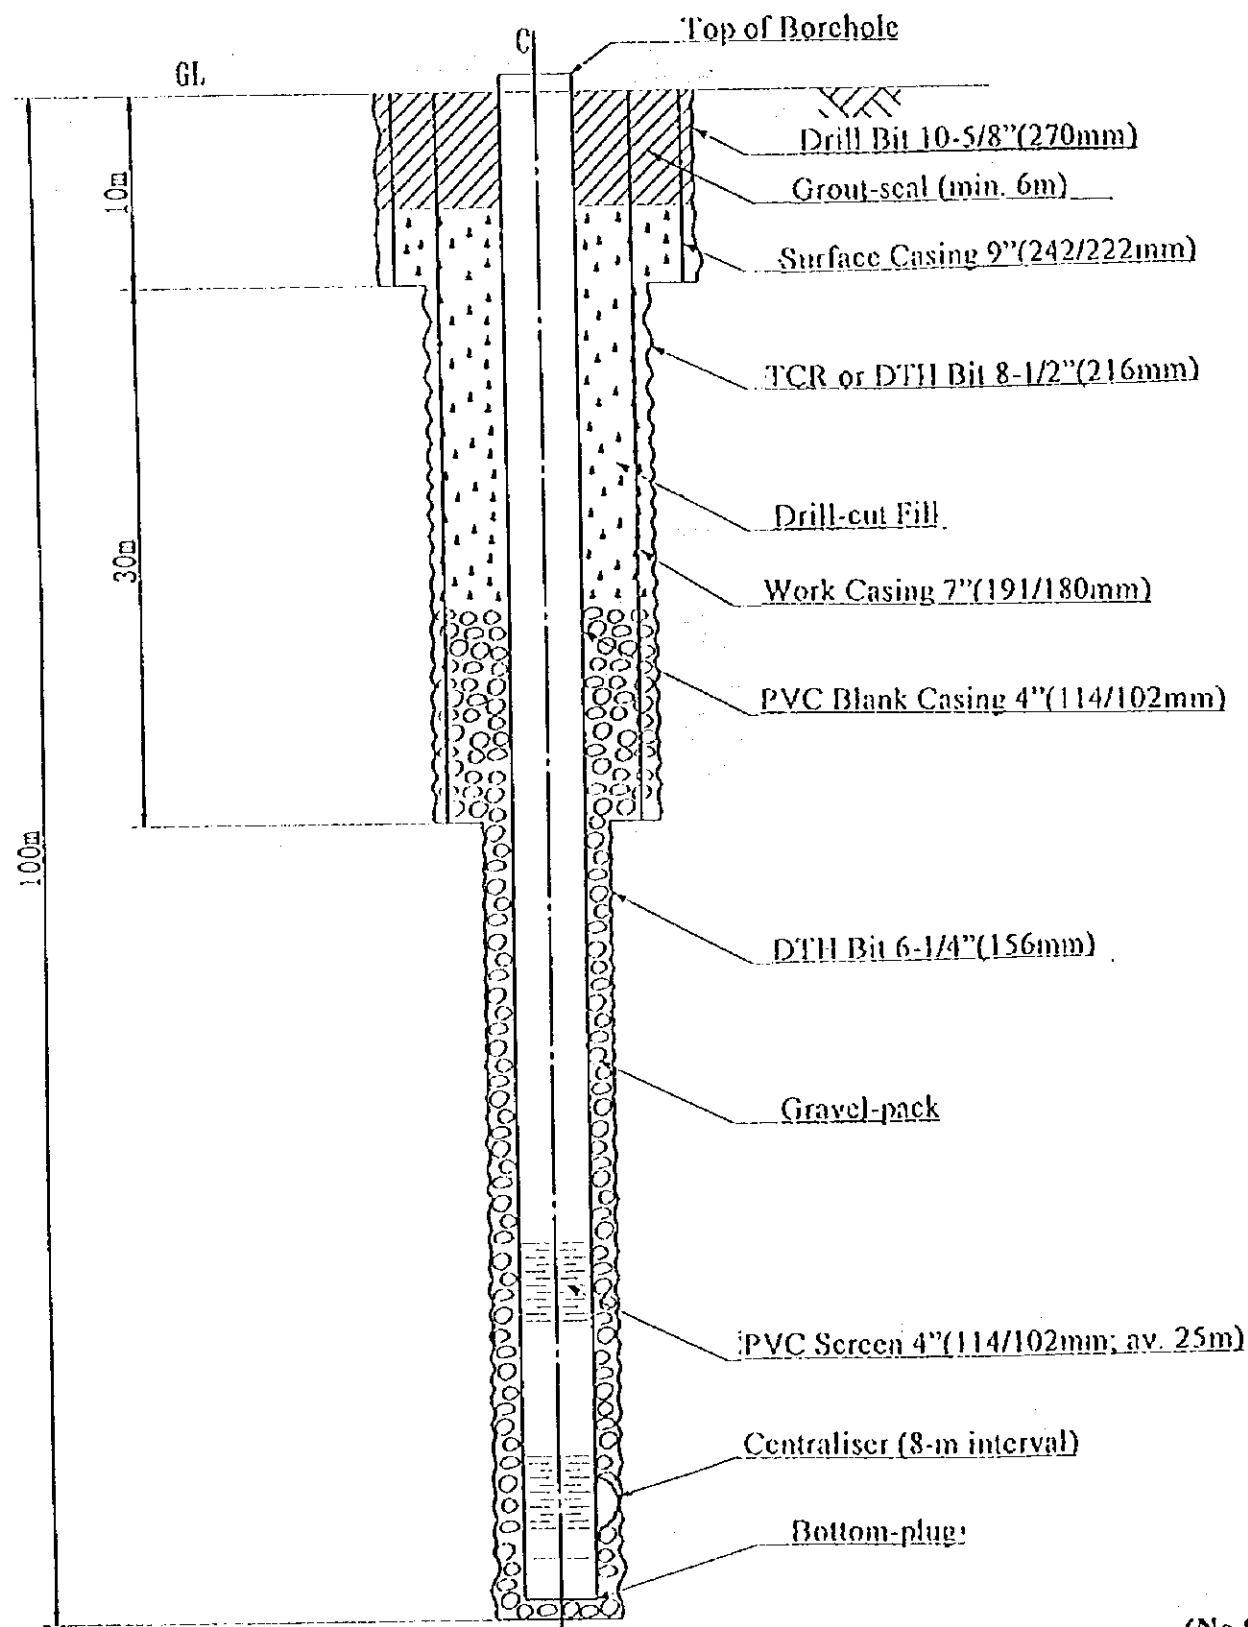 Top of Borehole
C
GL
Drill Bit 10-5/8"(270mm)
Grout-seal (min. 6m)
10m
Surface Casing 9"(242/222mm)
TCR or DTH Bit 8-1/2"(216mm)
Drill-cut Fill
30m
Work Casing 7"(191/180mm)
PVC Blank Casing 4"(114/102mm)
100m
DTH Bit 6-1/4"(156mm)
Gravel-pack
PVC Screen 4"(114/102mm; av. 25m)
Centraliser (8-m interval)
Bottom-plug